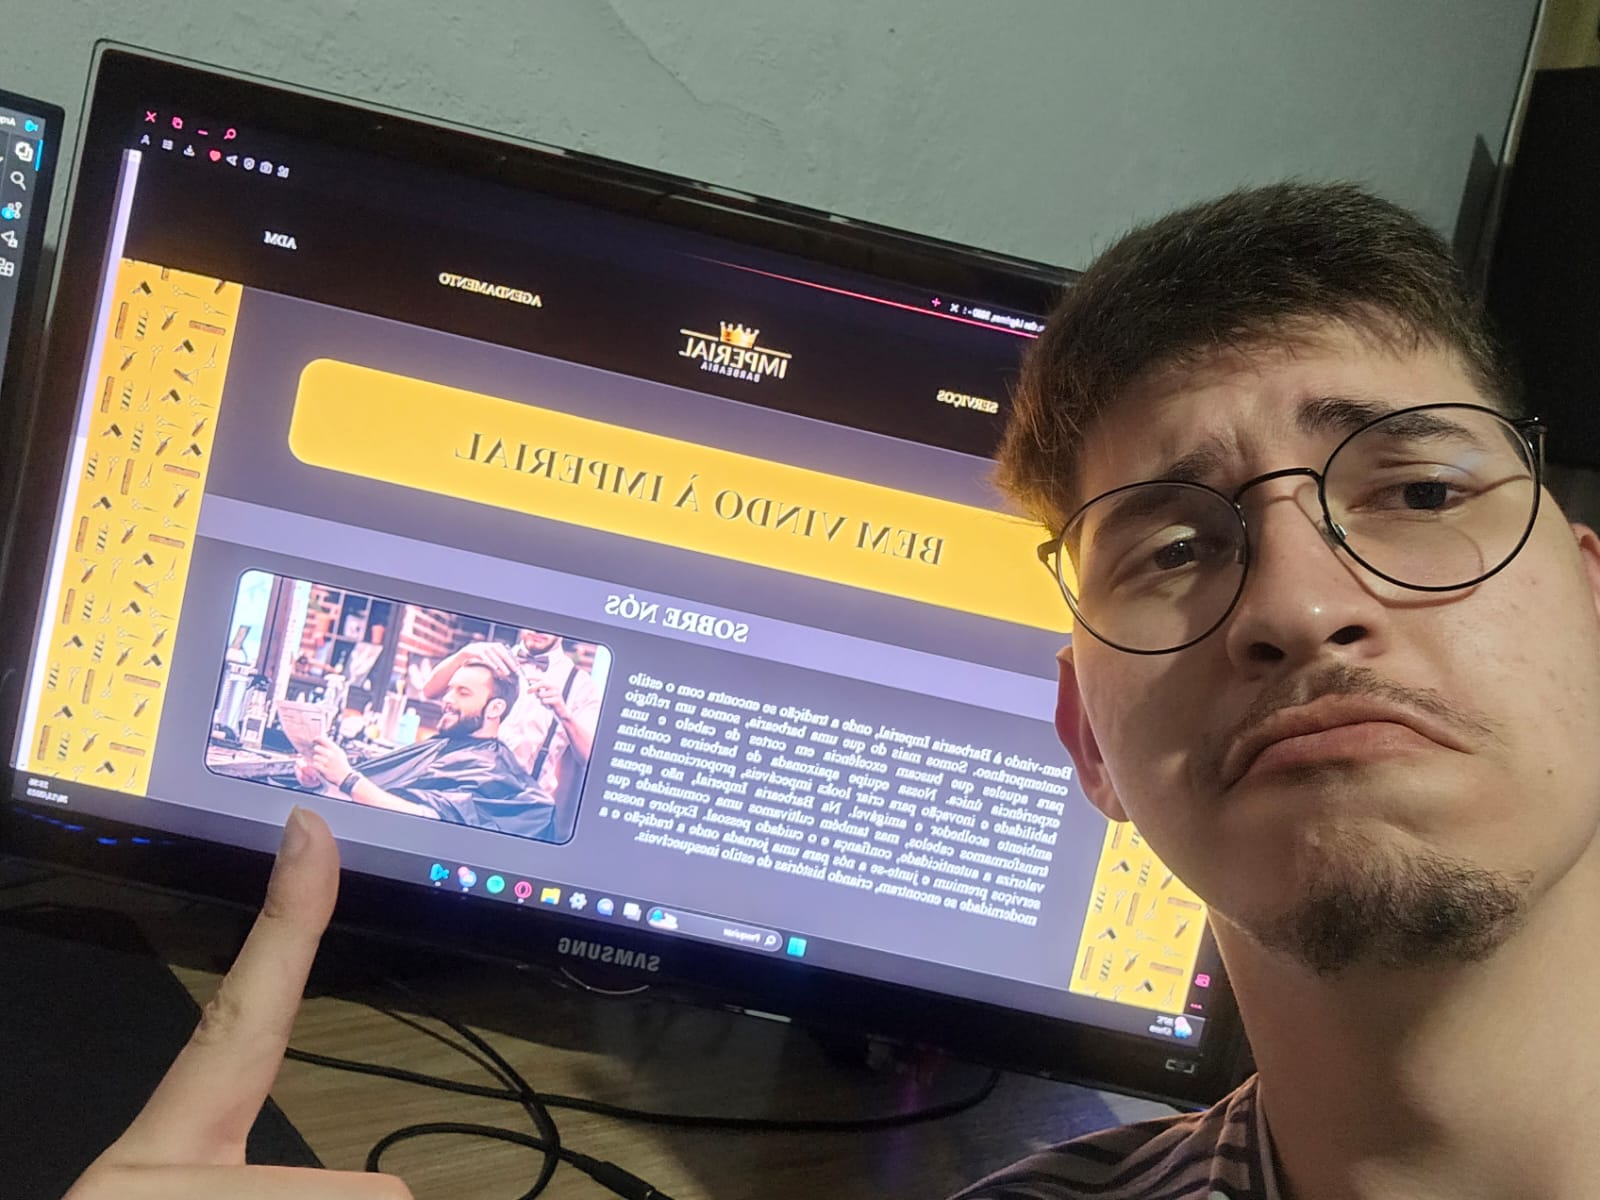 SERVIÇOS
IMPERIAL
BARBEARIA
AGENDAMENTO
ADM
BEM VINDO À IMPERIAL
SOBRE NÓS
Bem-vindo à Barbearia Imperial, onde a tradição se encontra com o estilo
contemporâneo. Somos mais do que uma barbearia, somos um refúgio
para aqueles que buscam excelência em cortes de cabelo e uma
experiência única. Nossa equipe apaixonada de barbeiros combina
habilidade e inovação para criar looks impecáveis, proporcionando um
ambiente acolhedor e amigável. Na Barbearia Imperial, não apenas
transformamos cabelos, mas também cultivamos uma comunidade que
valoriza a autenticidade, confiança e o cuidado pessoal. Explore nossos
serviços premium e junte-se a nós para uma jornada onde a tradição e a
modernidade se encontram, criando histórias de estilo inesquecíveis.
Pesquisar
SAMSUNG